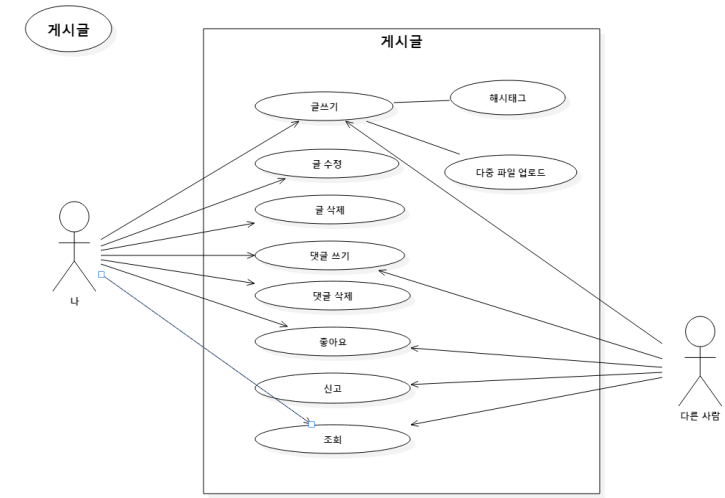 게시글
게시글
글쓰기
해시태그
글 수정
다중 파일 업로드
글 삭제
댓글 쓰기
댓글 삭제
나
좋아요
신고
다른 사람
조회